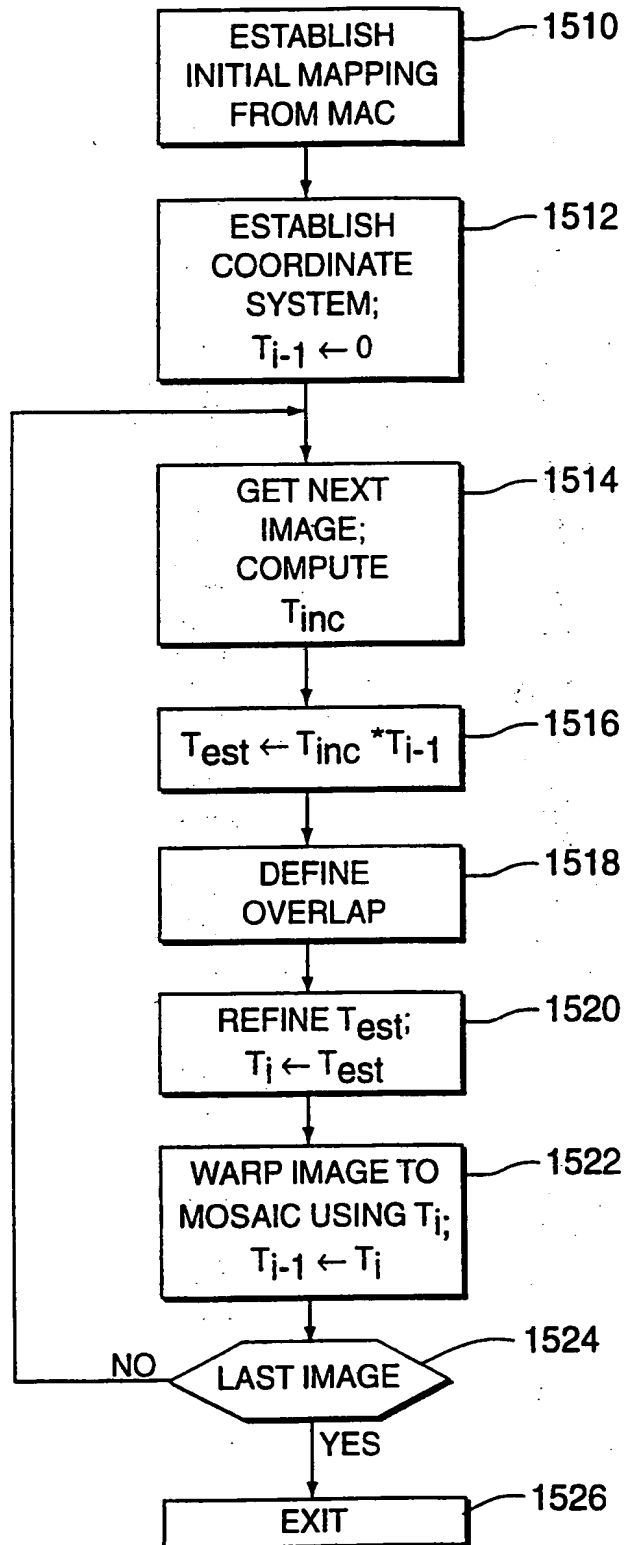 ESTABLISH
INITIAL MAPPING
FROM MAC
1510
ESTABLISH
COORDINATE
SYSTEM;
Ti-1 ← 0
1512
GET NEXT
IMAGE;
COMPUTE
Tinc
1514
Test ← Tinc *Ti-1
1516
DEFINE
OVERLAP
1518
REFINE Test;
Ti ← Test
1520
WARP IMAGE TO
MOSAIC USING Ti;
Ti-1 ← Ti
1522
LAST IMAGE
1524
NO
YES
EXIT
1526